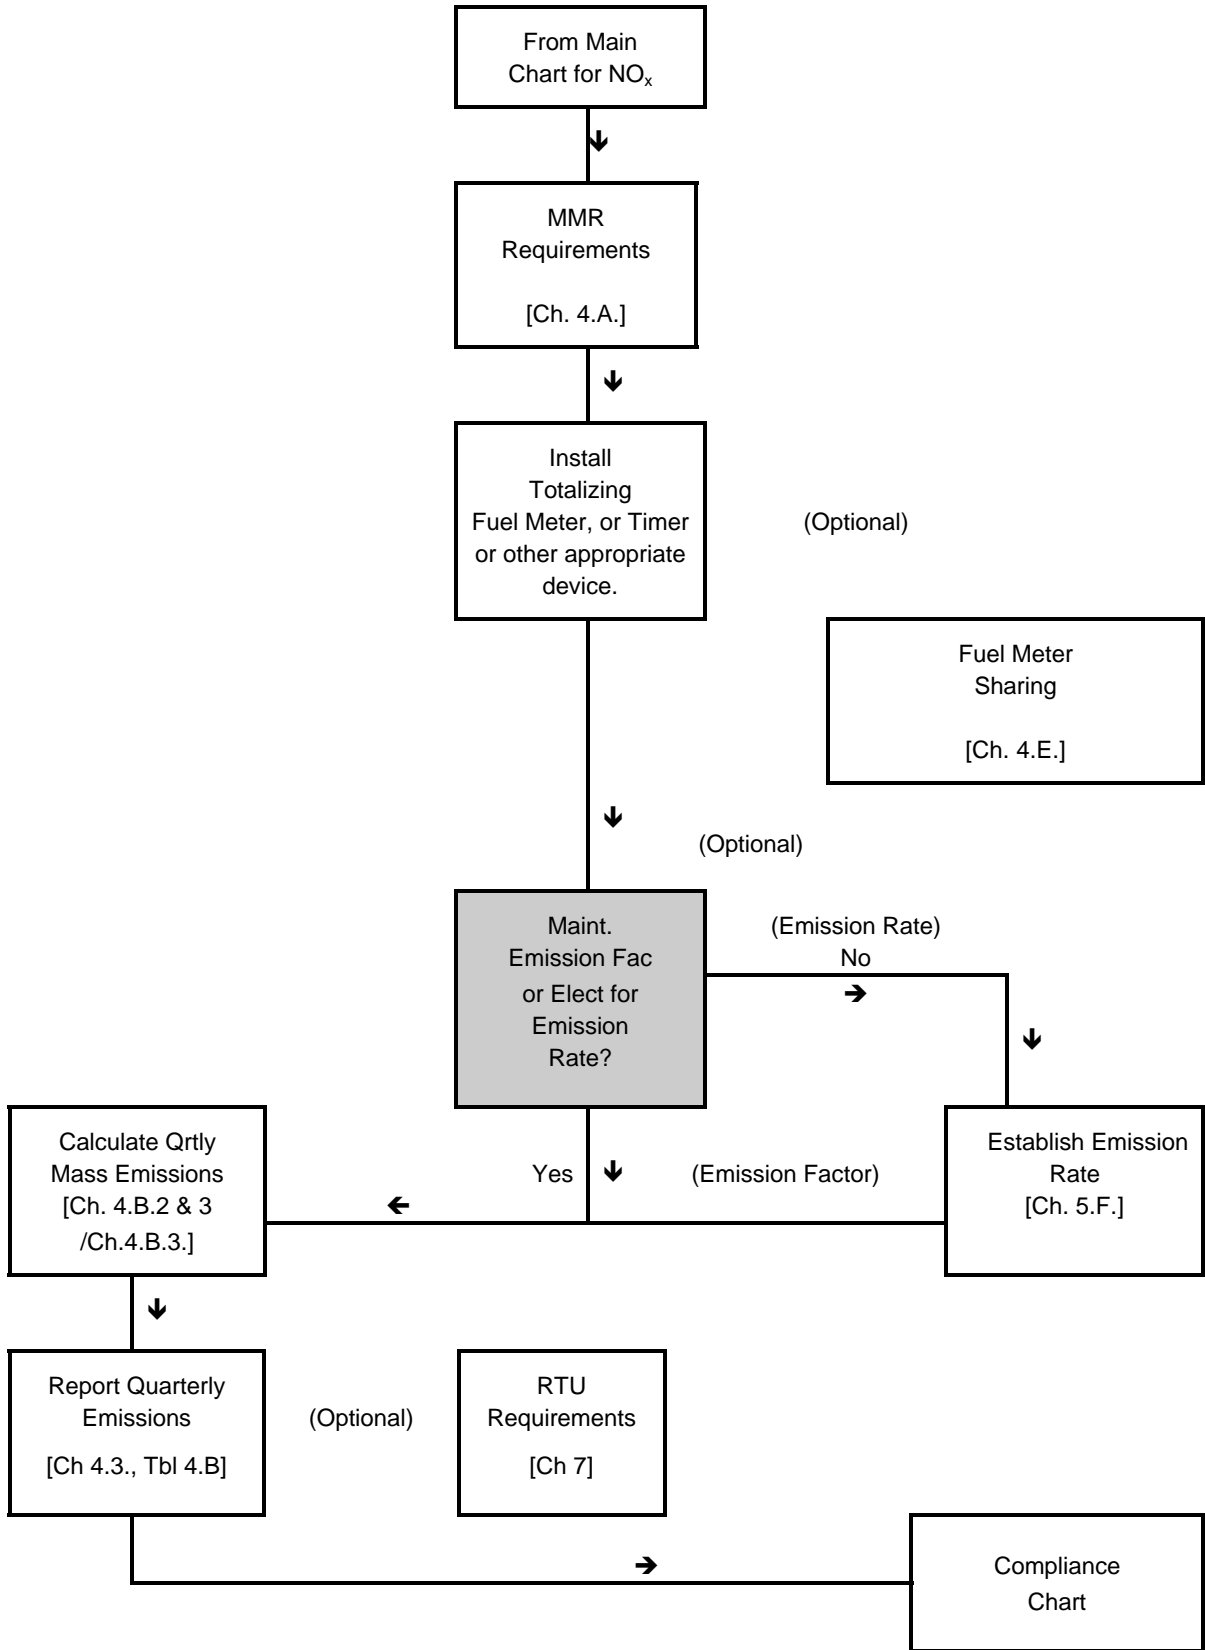 From Main
Chart for NOx
MMR
Requirements
[Ch. 4.A.]
Install
Totalizing
Fuel Meter, or Timer
or other appropriate
device.
(Optional)
Fuel Meter
Sharing
[Ch. 4.E.]
(Optional)
Maint.
Emission Fac
or Elect for
Emission
Rate?
(Emission Rate)
No
Calculate Qrtly
Mass Emissions
[Ch. 4.B.2 & 3
/Ch.4.B.3.]
Yes
(Emission Factor)
Establish Emission
Rate
[Ch. 5.F.]
Report Quarterly
Emissions
[Ch 4.3., Tbl 4.B]
(Optional)
RTU
Requirements
[Ch 7]
Compliance
Chart